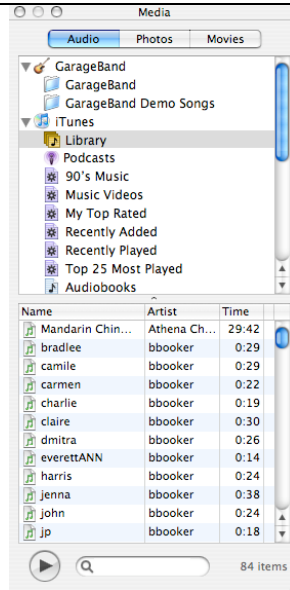 Media
Audio Photos Movies
GarageBand
GarageBand
GarageBand Demo Songs
iTunes
Library
Podcasts
90's Music
Music Videos
My Top Rated
Recently Added
Recently Played
Top 25 Most Played
Audiobooks
Name Artist Time
Mandarin Chin... Athena Ch... 29:42
bradlee bbooker 0:29
camile bbooker 0:29
carmen bbooker 0:22
charlie bbooker 0:19
claire bbooker 0:30
dmitra bbooker 0:26
everettANN bbooker 0:14
harris bbooker 0:24
jenna bbooker 0:38
john bbooker 0:24
jp bbooker 0:18
84 items